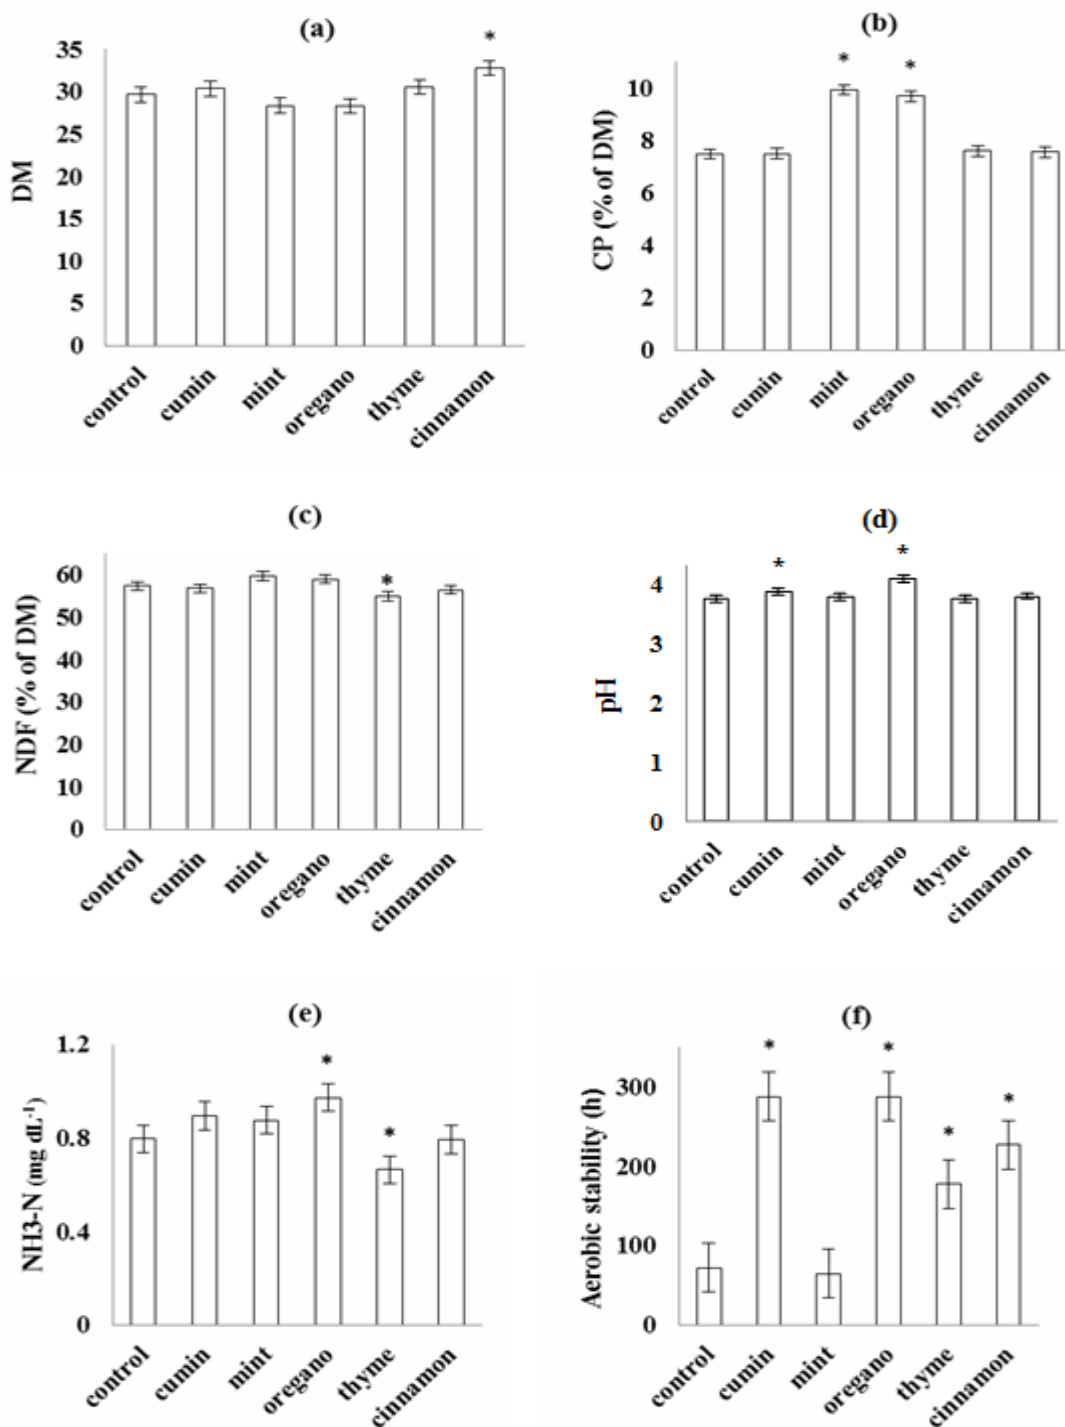 (a)
*
35
30
25
20
15
10
5
0
DM
control
cumin
mint
oregano
thyme
cinnamon
(b)
*
*
10
8
6
4
2
0
CP (% of DM)
control
cumin
mint
oregano
thyme
cinnamon
(c)
*
60
50
40
30
20
10
0
NDF (% of DM)
control
cumin
mint
oregano
thyme
cinnamon
(d)
*
*
4
3
2
1
0
pH
control
cumin
mint
oregano
thyme
cinnamon
(e)
*
*
1.2
0.8
0.4
0
NH3-N (mg dL-1)
control
cumin
mint
oregano
thyme
cinnamon
(f)
*
*
*
*
300
200
100
0
Aerobic stability (h)
control
cumin
mint
oregano
thyme
cinnamon